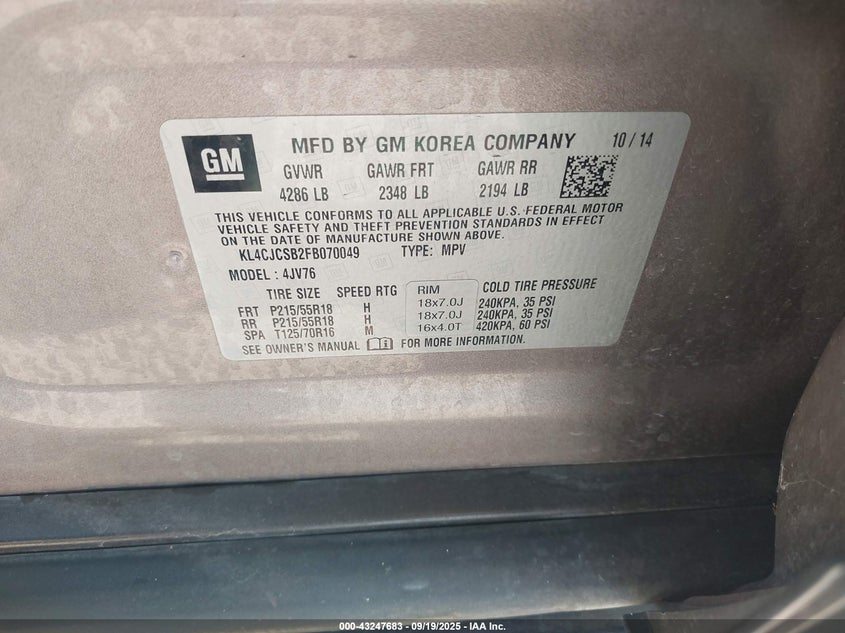 GM
MFD BY GM KOREA COMPANY 10 / 14
GVWR GAWR FRT GAWR RR
4286 LB 2348 LB 2194 LB
THIS VEHICLE CONFORMS TO ALL APPLICABLE U.S. FEDERAL MOTOR
VEHICLE SAFETY AND THEFT PREVENTION STANDARDS IN EFFECT
ON THE DATE OF MANUFACTURE SHOWN ABOVE.
KL4CJCSB2FB070049 TYPE: MPV
MODEL : 4JV76
TIRE SIZE SPEED RTG RIM COLD TIRE PRESSURE
FRT P215/55R18 H 18x7.0J 240KPA, 35 PSI
RR P215/55R18 H 18x7.0J 240KPA, 35 PSI
SPA T125/70R16 M 16x4.0T 420KPA, 60 PSI
SEE OWNER'S MANUAL FOR MORE INFORMATION.
000-43247683 - 09/19/2025 - IAA Inc.